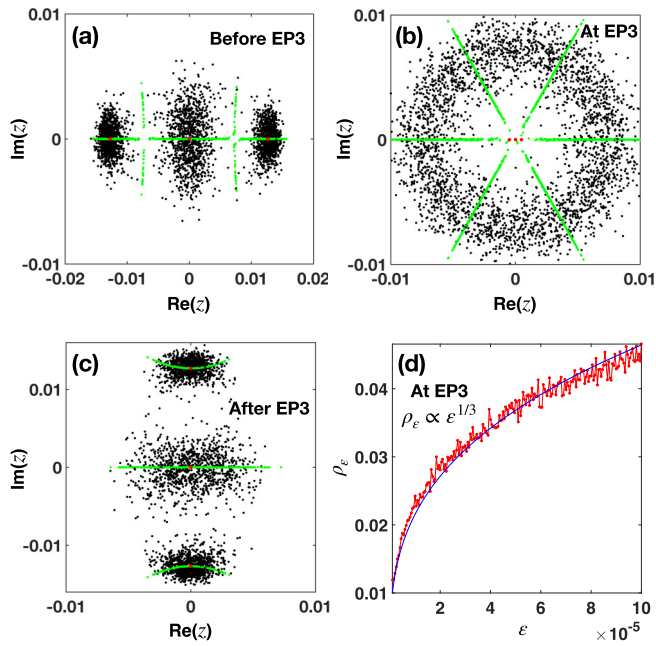 (a)
Before EP3
0.01
0
-0.01
Im(z)
-0.02
-0.01
0
0.01
0.02
Re(z)
(b)
At EP3
0.01
0
-0.01
Im(z)
-0.01
0
0.01
Re(z)
(c)
After EP3
0.01
0
-0.01
Im(z)
-0.01
0
0.01
Re(z)
(d)
At EP3
ρε ∝ ε^1/3
0.04
0.03
0.02
0.01
ρε
2
4
6
8
10
ε
×10^-5